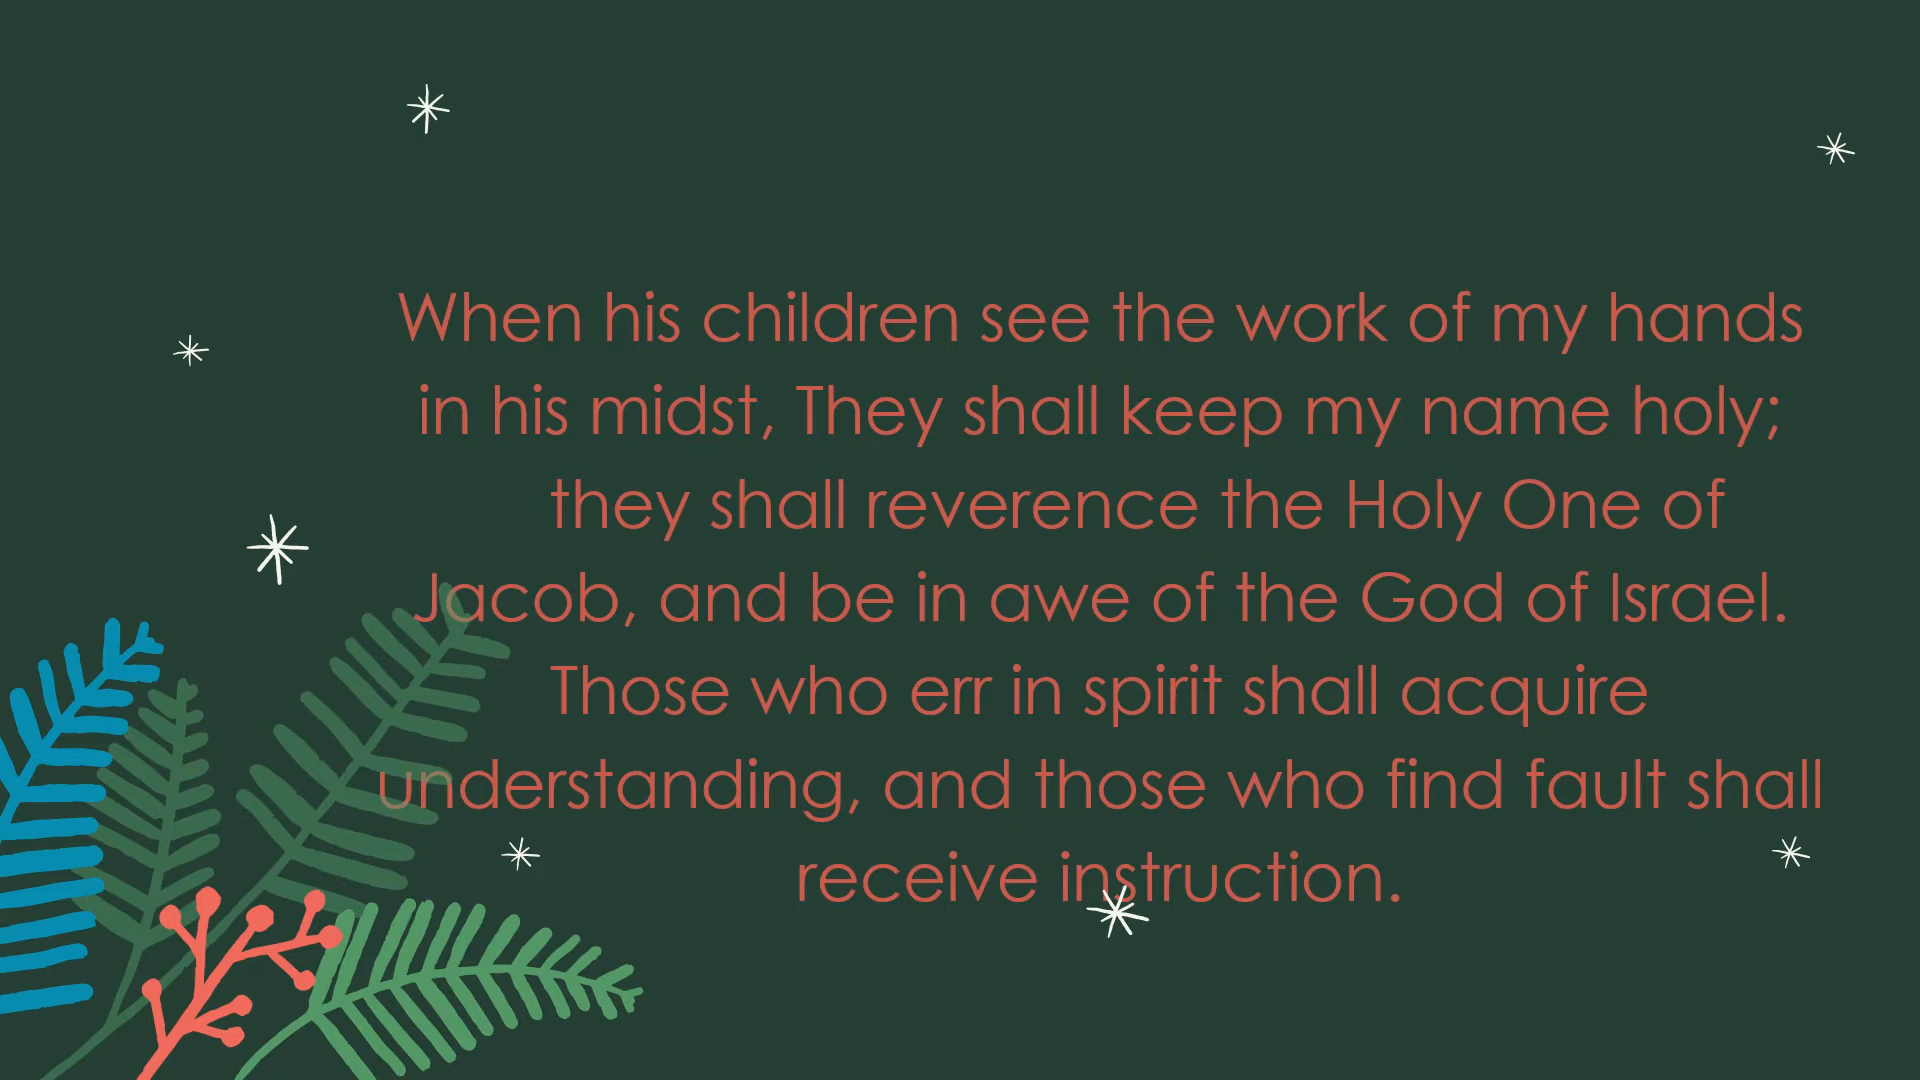 When his children see the work of my hands
in his midst, They shall keep my name holy;
they shall reverence the Holy One of
Jacob, and be in awe of the God of Israel.
Those who err in spirit shall acquire
understanding, and those who find fault shall
receive instruction.